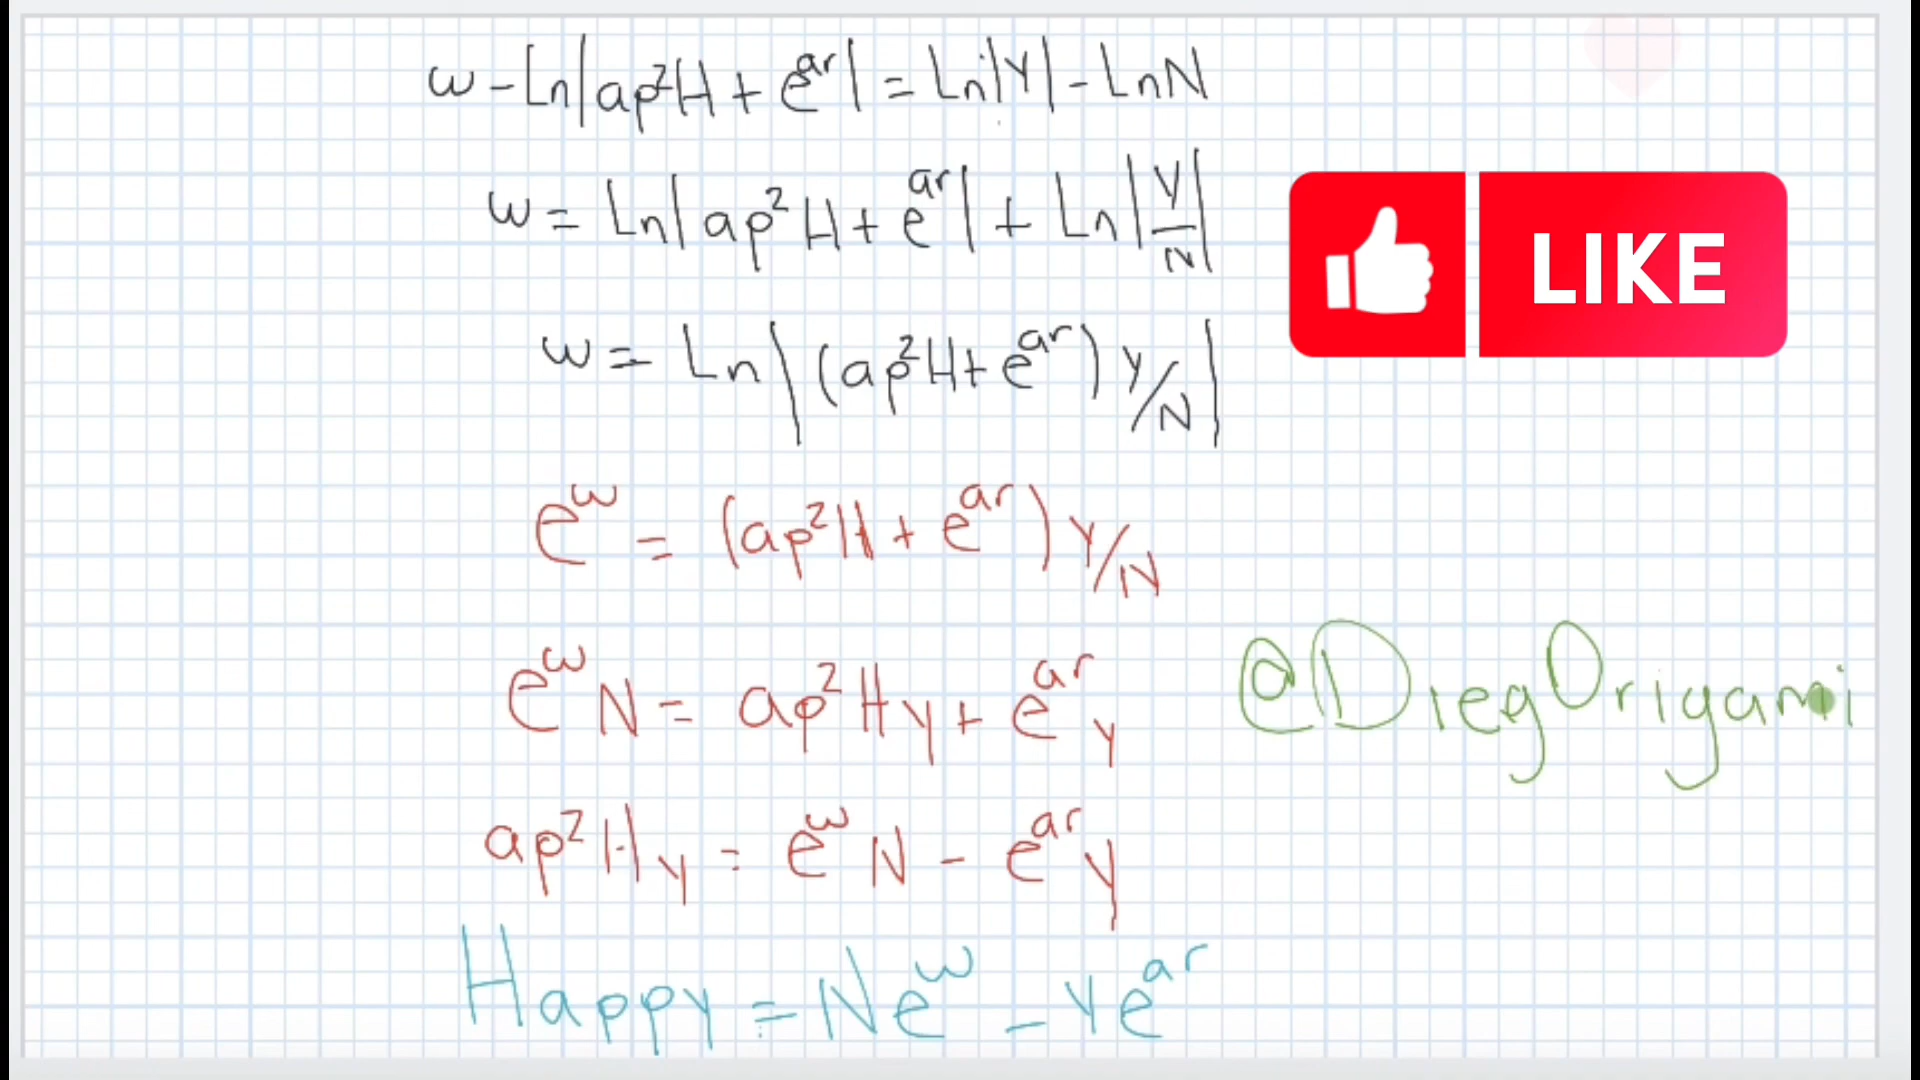 w - Ln|ap²H + e^ar| = Ln|Y| - LnN
w = Ln|ap²H + e^ar| + Ln|Y/N|
LIKE
w = Ln|(ap²H + e^ar) Y/N|
e^w = (ap²H + e^ar) Y/N
e^w N = ap²Hy + e^ar y
@DiegOrigami
ap²Hy = e^w N - e^ar y
Happy = Ne^w - Ye^ar